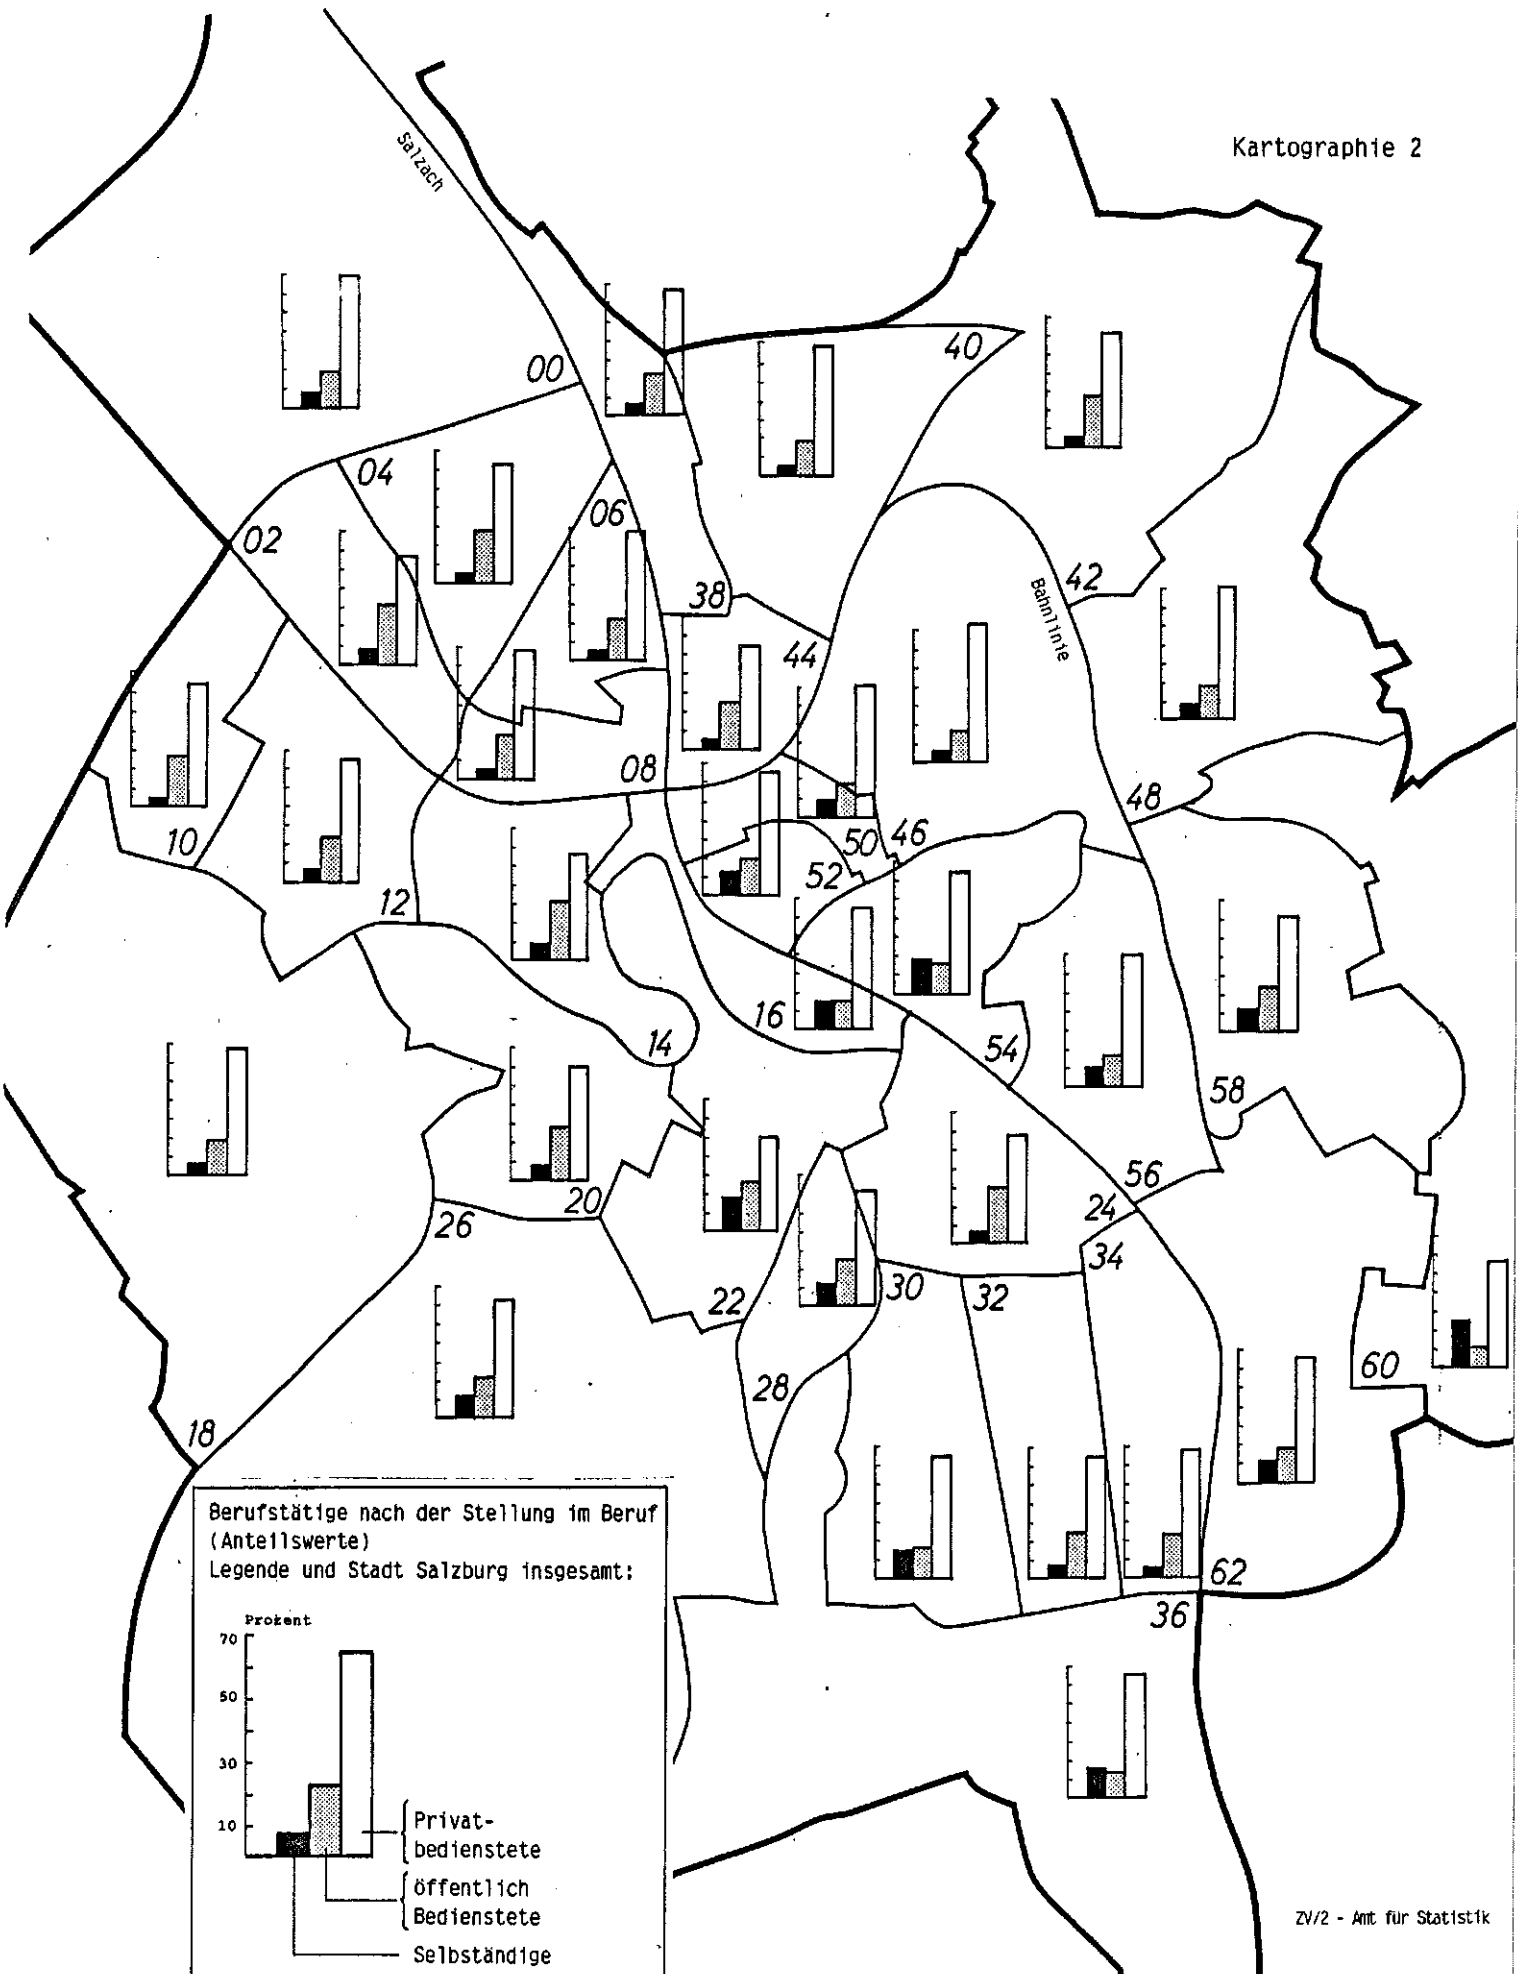 Kartographie 2
Salzach
40
00
04
06
02
42
Bahnlinie
38
44
08
48
10
50
46
52
12
16
14
54
58
56
20
24
26
34
30
32
22
60
28
18
62
36
Berufstätige nach der Stellung im Beruf
(Anteilswerte)
Legende und Stadt Salzburg insgesamt:
Prozent
70
50
30
10
Privat-
bedienstete
öffentlich
Bedienstete
Selbständige
ZV/2 - Amt für Statistik